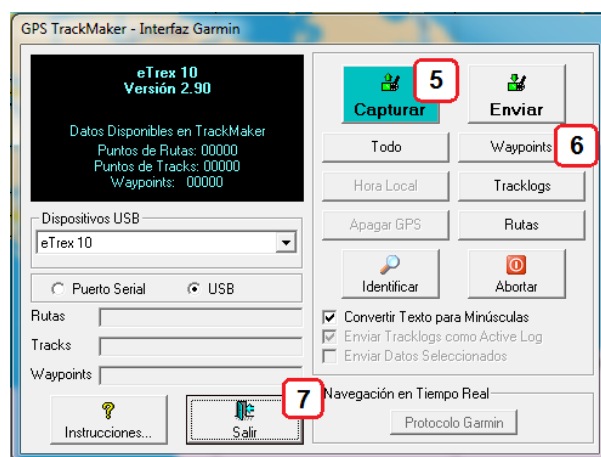 GPS TrackMaker - Interfaz Garmin
eTrex 10
Versión 2.90
Datos Disponibles en TrackMaker
Puntos de Rutas: 00000
Puntos de Tracks: 00000
Waypoints: 00000
Dispositivos USB
eTrex 10
Puerto Serial
USB
Rutas
Tracks
Waypoints
Instrucciones...
Salir
7
Capturar
5
Enviar
Todo
Waypoints
6
Hora Local
Tracklogs
Apagar GPS
Rutas
Identificar
Abortar
Convertir Texto para Minúsculas
Enviar Tracklogs como Active Log
Enviar Datos Seleccionados
Navegación en Tiempo Real
Protocolo Garmin